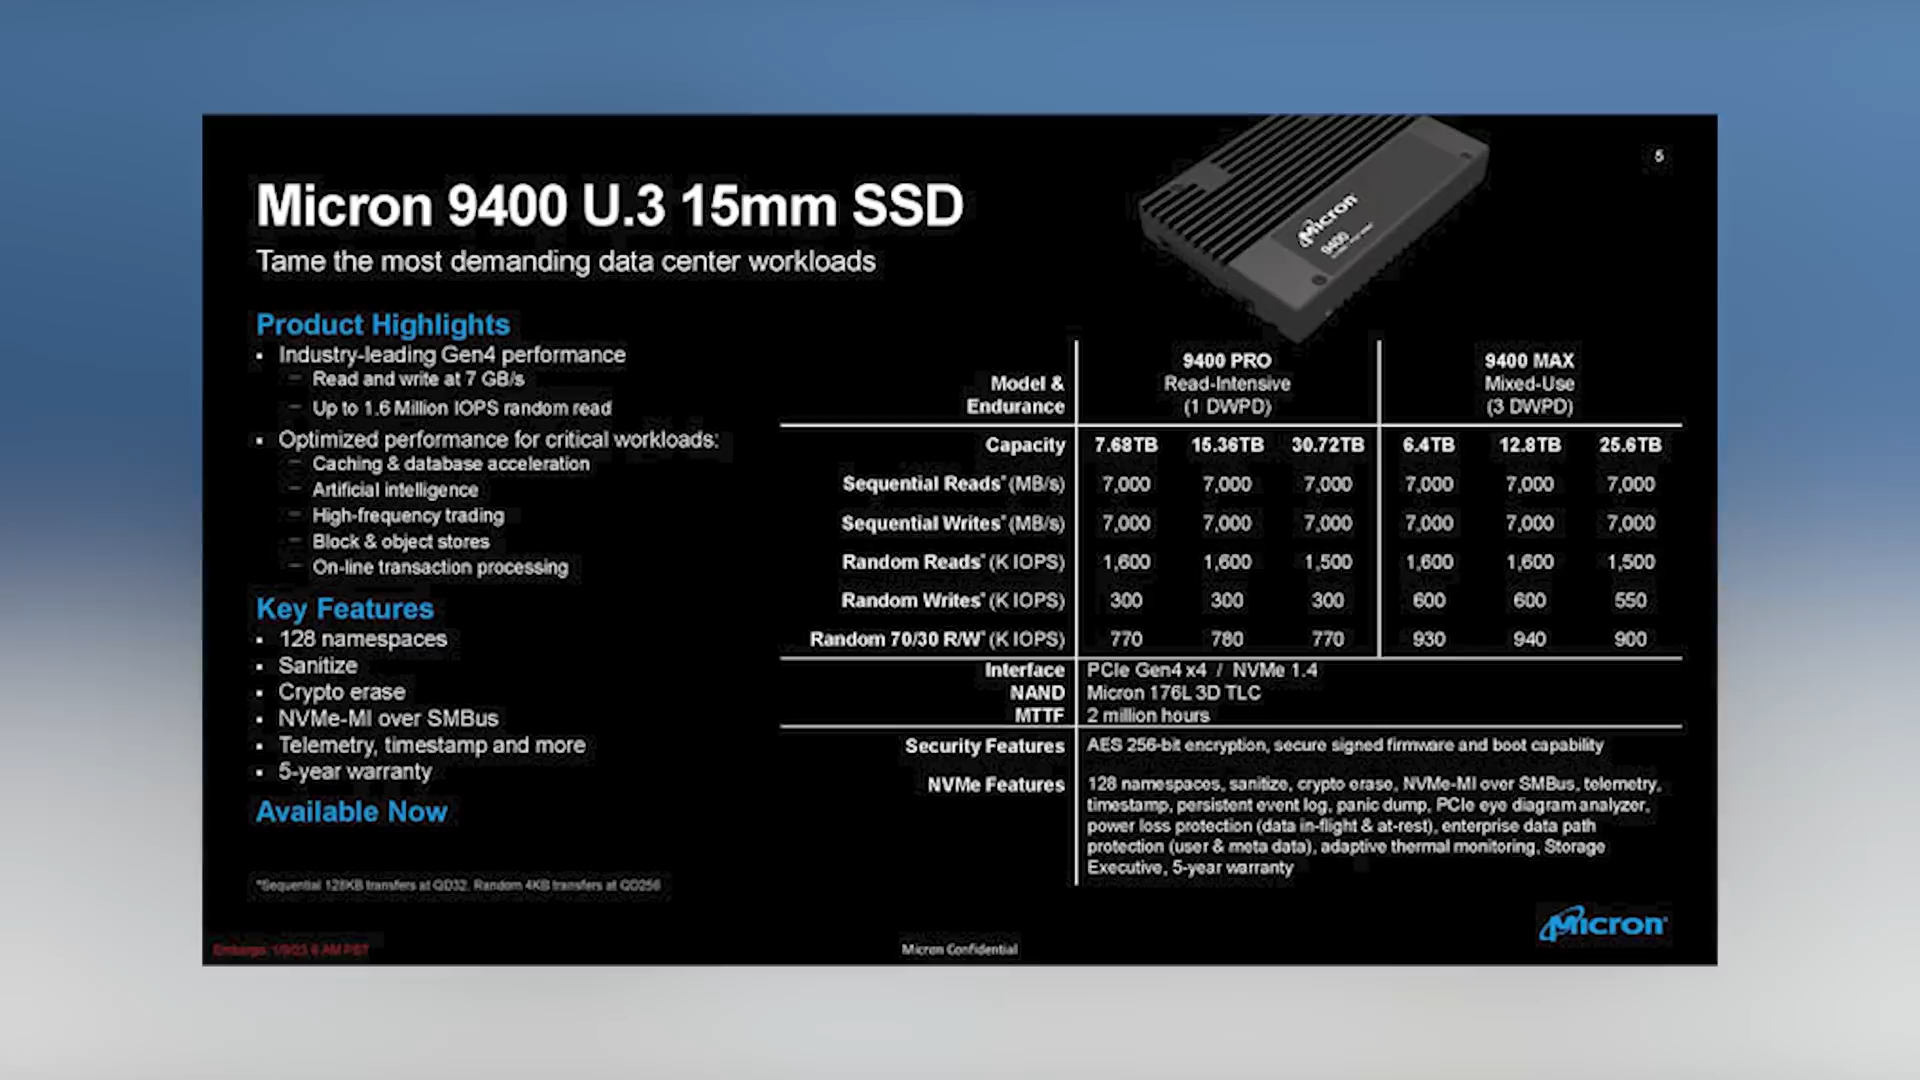 5
Micron 9400 U.3 15mm SSD
Tame the most demanding data center workloads
Micron
9400
Product Highlights
▪ Industry-leading Gen4 performance
– Read and write at 7 GB/s
– Up to 1.6 Million IOPS random read
▪ Optimized performance for critical workloads:
– Caching & database acceleration
– Artificial intelligence
– High-frequency trading
– Block & object stores
– On-line transaction processing
Key Features
▪ 128 namespaces
▪ Sanitize
▪ Crypto erase
▪ NVMe-MI over SMBus
▪ Telemetry, timestamp and more
▪ 5-year warranty
Available Now
*Sequential 128KB transfers at QD32, Random 4KB transfers at QD256
Model & Endurance
9400 PRO
Read-Intensive
(1 DWPD)
9400 MAX
Mixed-Use
(3 DWPD)
Capacity 7.68TB 15.36TB 30.72TB 6.4TB 12.8TB 25.6TB
Sequential Reads* (MB/s) 7,000 7,000 7,000 7,000 7,000 7,000
Sequential Writes* (MB/s) 7,000 7,000 7,000 7,000 7,000 7,000
Random Reads* (K IOPS) 1,600 1,600 1,500 1,600 1,600 1,500
Random Writes* (K IOPS) 300 300 300 600 600 550
Random 70/30 R/W* (K IOPS) 770 780 770 930 940 900
Interface PCIe Gen4 x4 / NVMe 1.4
NAND Micron 176L 3D TLC
MTTF 2 million hours
Security Features AES 256-bit encryption, secure signed firmware and boot capability
NVMe Features 128 namespaces, sanitize, crypto erase, NVMe-MI over SMBus, telemetry,
timestamp, persistent event log, panic dump, PCIe eye diagram analyzer,
power loss protection (data in-flight & at-rest), enterprise data path
protection (user & meta data), adaptive thermal monitoring, Storage
Executive, 5-year warranty
Micron
Embargo: 1/9/23 6 AM PST
Micron Confidential